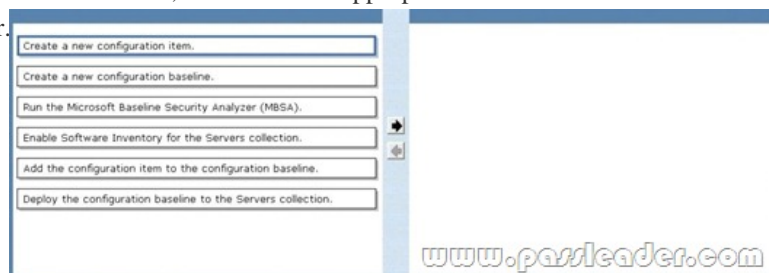 r.
Create a new configuration item.
Create a new configuration baseline.
Run the Microsoft Baseline Security Analyzer (MBSA).
Enable Software Inventory for the Servers collection.
Add the configuration item to the configuration baseline.
Deploy the configuration baseline to the Servers collection.
www.passleader.com